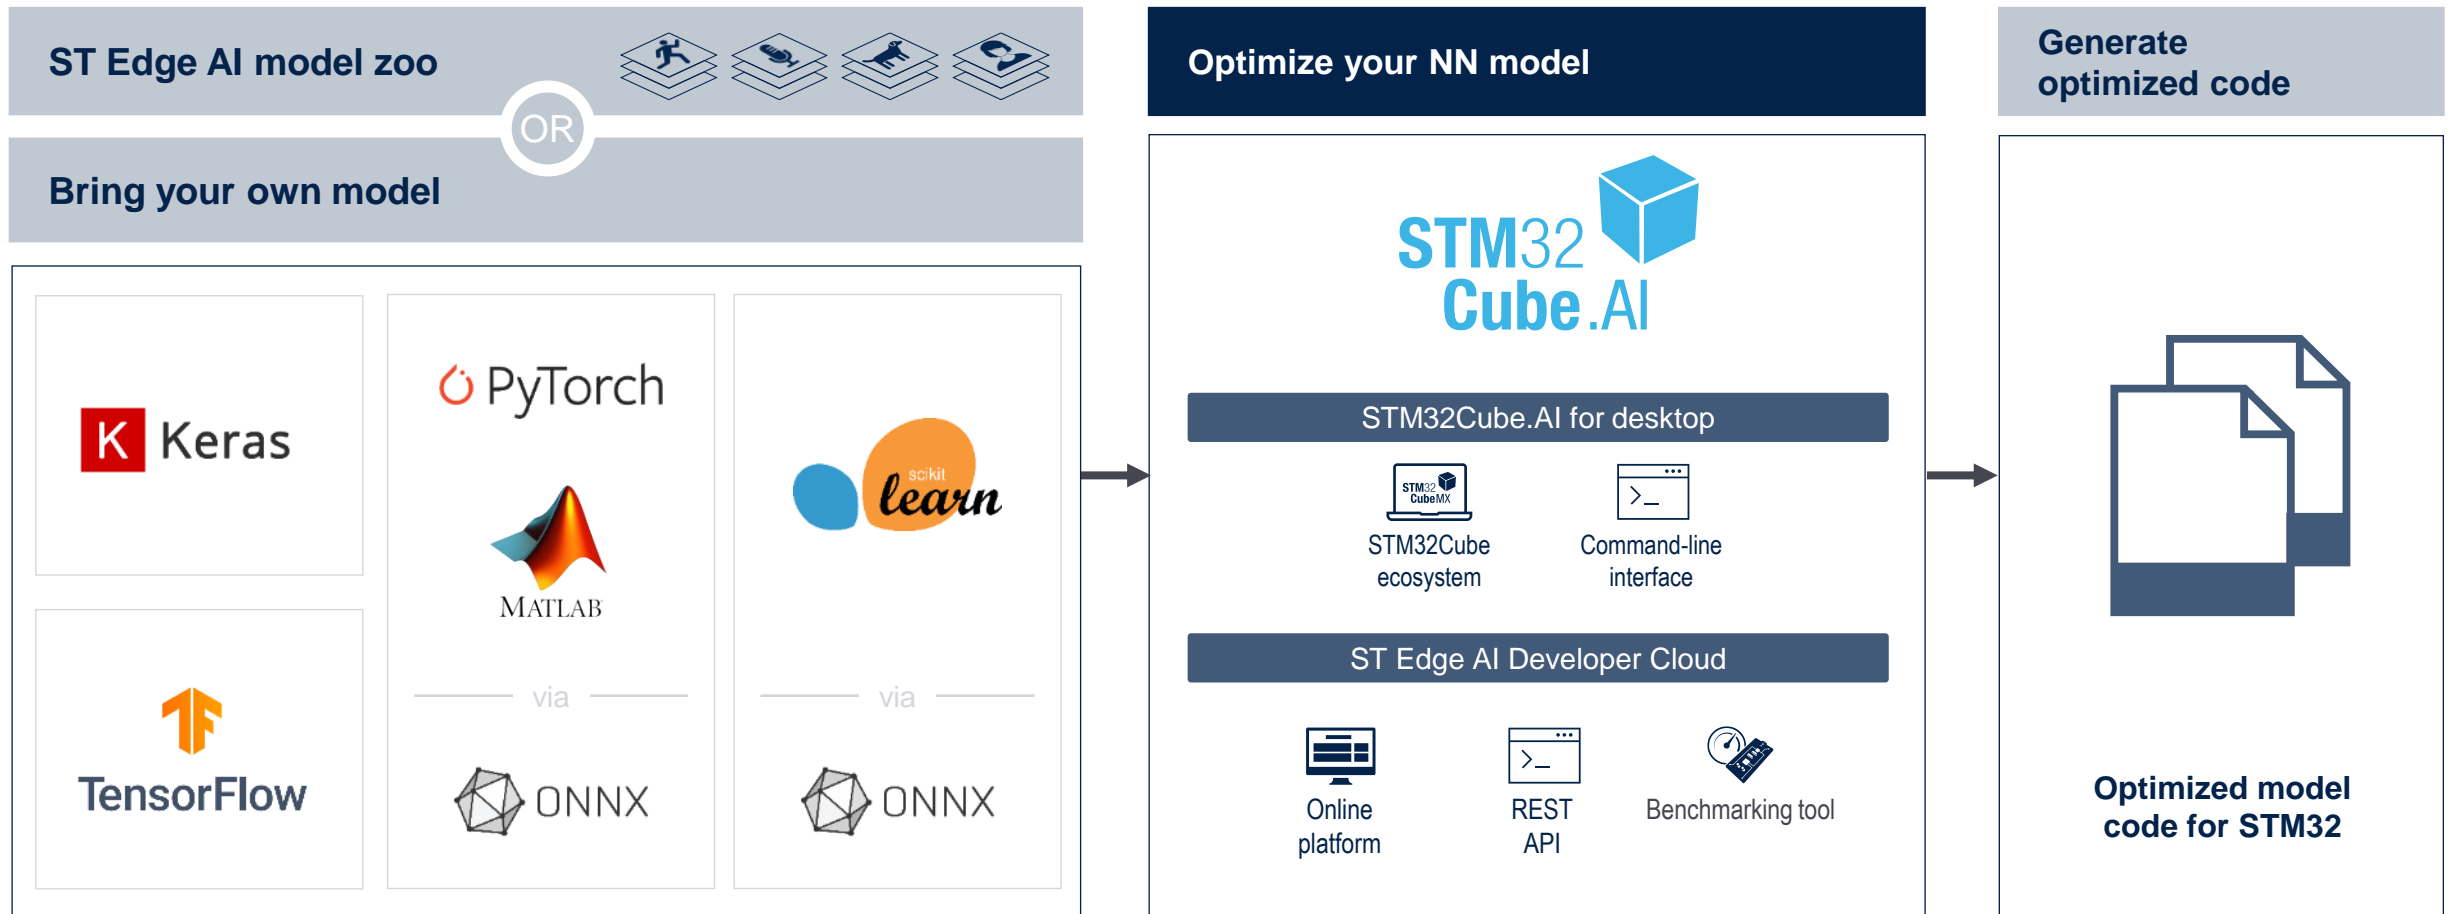 ST Edge AI model zoo
OR
Bring your own model
K Keras
TensorFlow
PyTorch
MATLAB
via
ONNX
scikit
learn
via
ONNX
Optimize your NN model
STM32
Cube.AI
STM32Cube.AI for desktop
STM32
CubeMX
STM32Cube
ecosystem
>_
Command-line
interface
ST Edge AI Developer Cloud
Online
platform
>_
REST
API
Benchmarking tool
Generate
optimized code
Optimized model
code for STM32